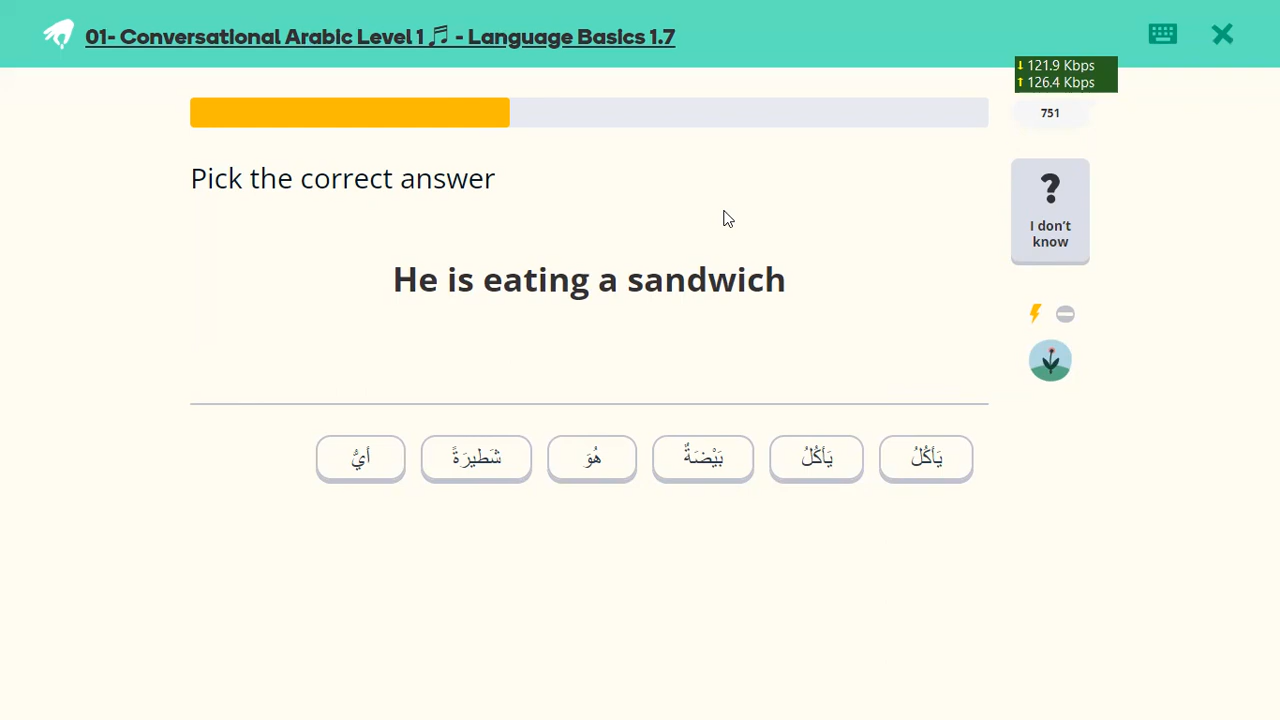 01- Conversational Arabic Level 1 🎵 - Language Basics 1.7
↓ 121.9 Kbps
↑ 126.4 Kbps
751
Pick the correct answer
?
I don't
know
He is eating a sandwich
يَأكُلُ
يَأكُلُ
بَيْضَةٌ
هُوَ
شَطيرَةً
أيُّ